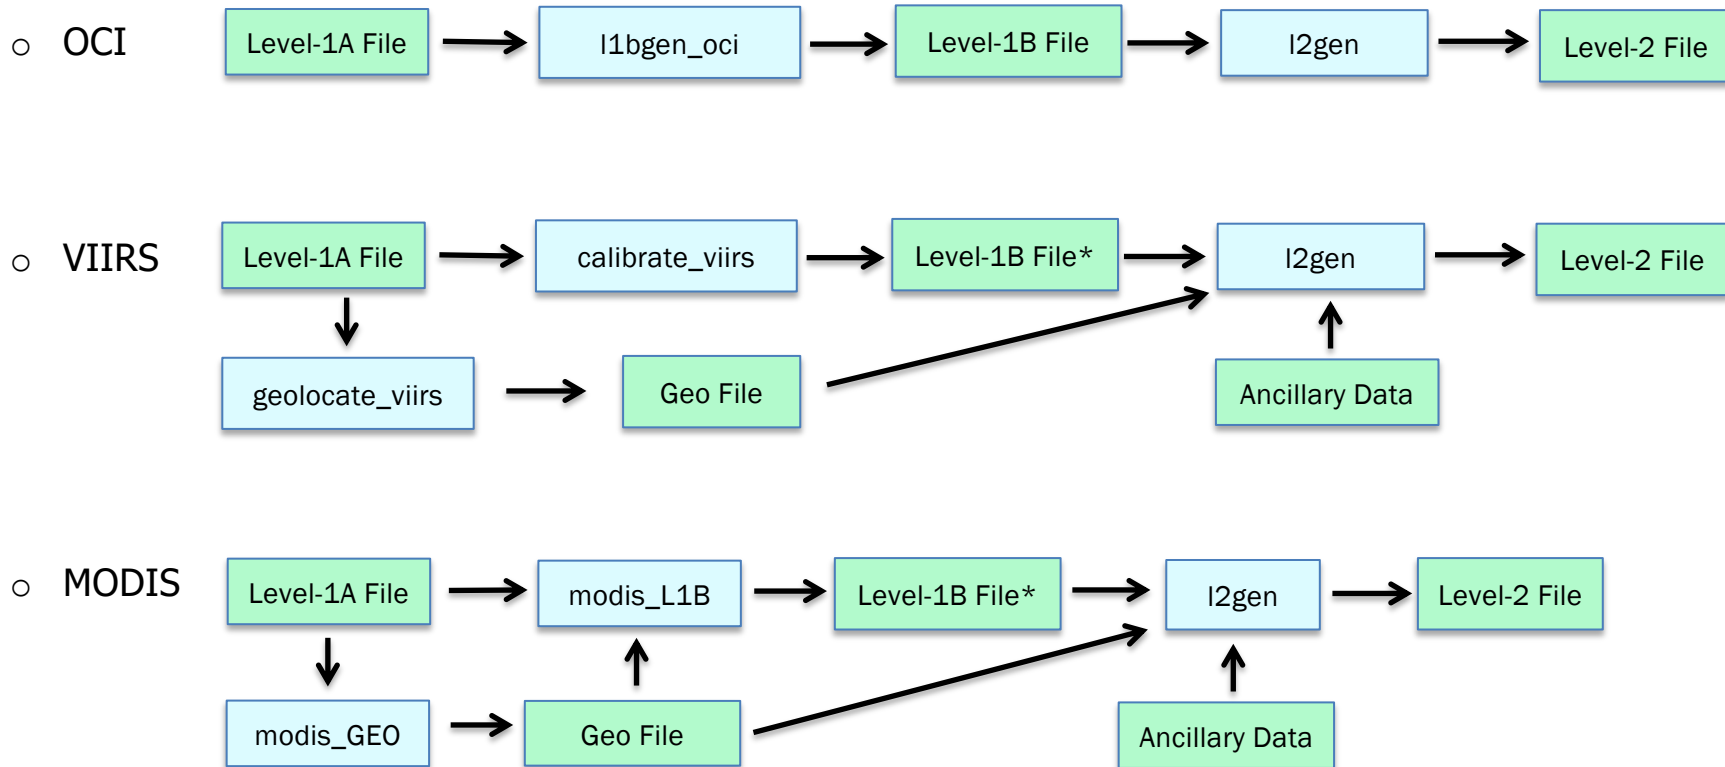 OCI
Level-1A File
l1bgen_oci
Level-1B File
l2gen
Level-2 File
VIIRS
Level-1A File
calibrate_viirs
Level-1B File*
l2gen
Level-2 File
geolocate_viirs
Geo File
Ancillary Data
MODIS
Level-1A File
modis_L1B
Level-1B File*
l2gen
Level-2 File
modis_GEO
Geo File
Ancillary Data